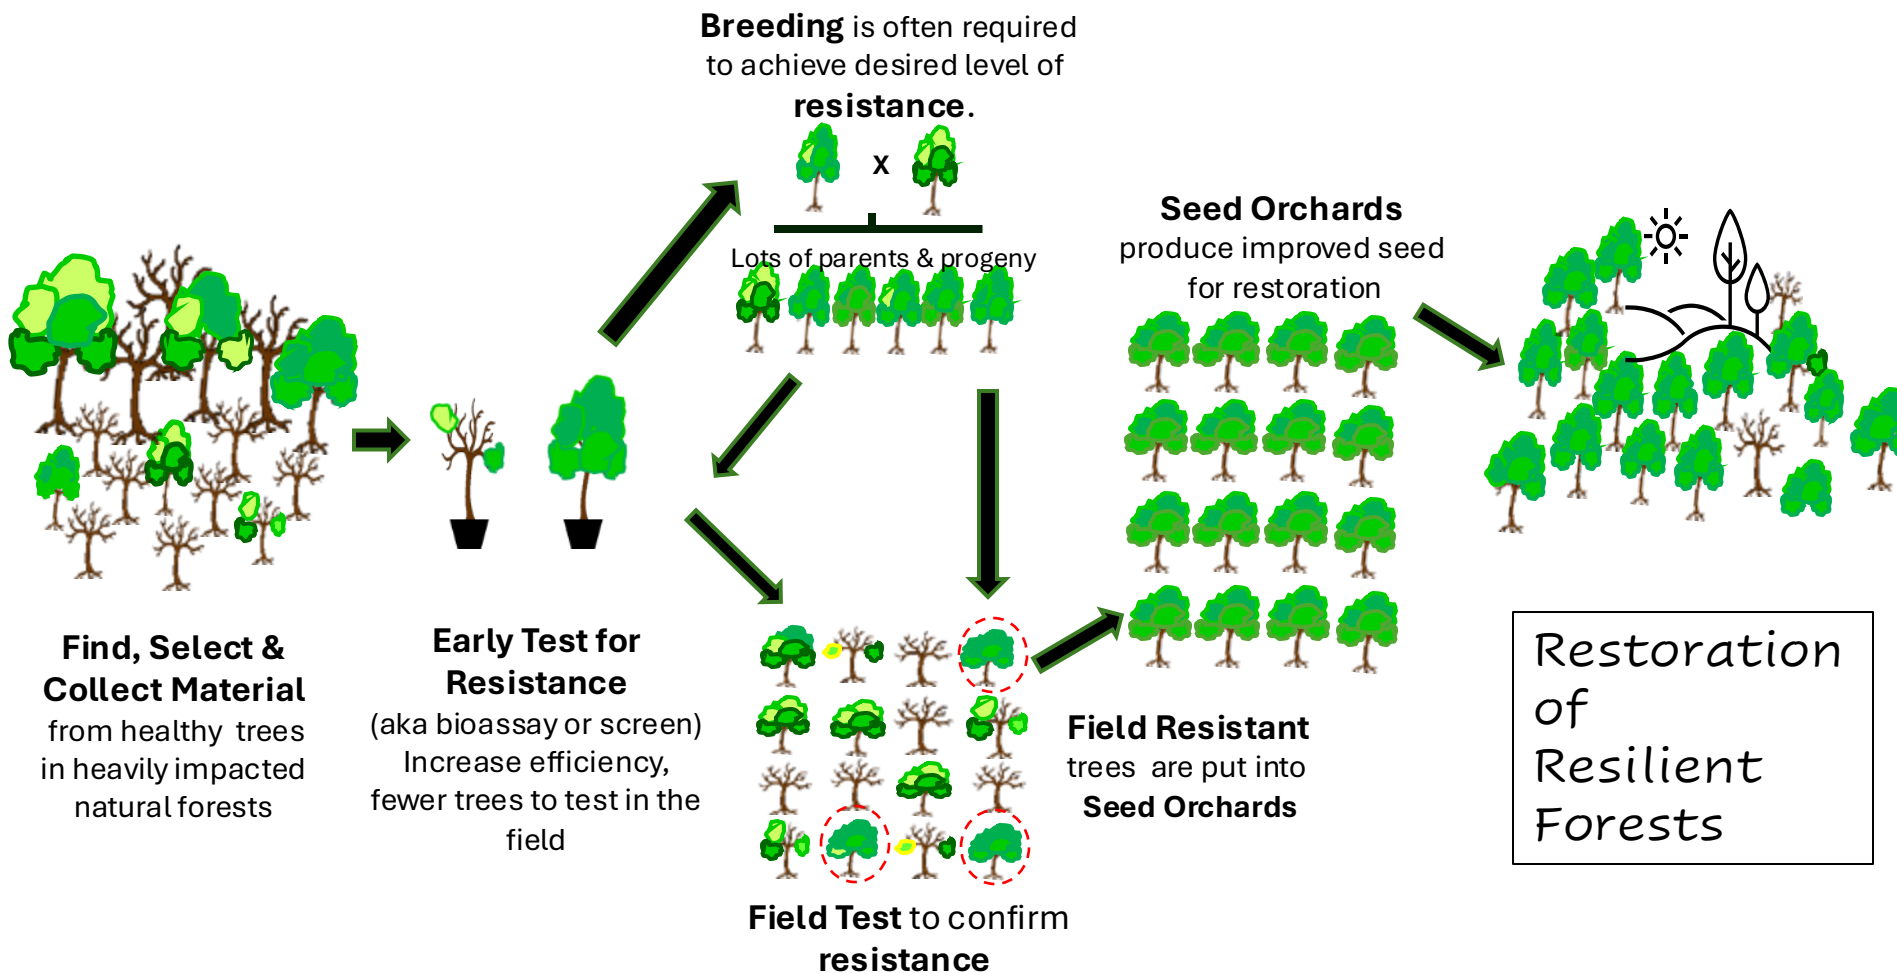 Breeding is often required
to achieve desired level of
resistance.
x
Lots of parents & progeny
Seed Orchards
produce improved seed
for restoration
Find, Select &
Collect Material
from healthy trees
in heavily impacted
natural forests
Early Test for
Resistance
(aka bioassay or screen)
Increase efficiency,
fewer trees to test in the
field
Field Test to confirm
resistance
Field Resistant
trees are put into
Seed Orchards
Restoration
of
Resilient
Forests